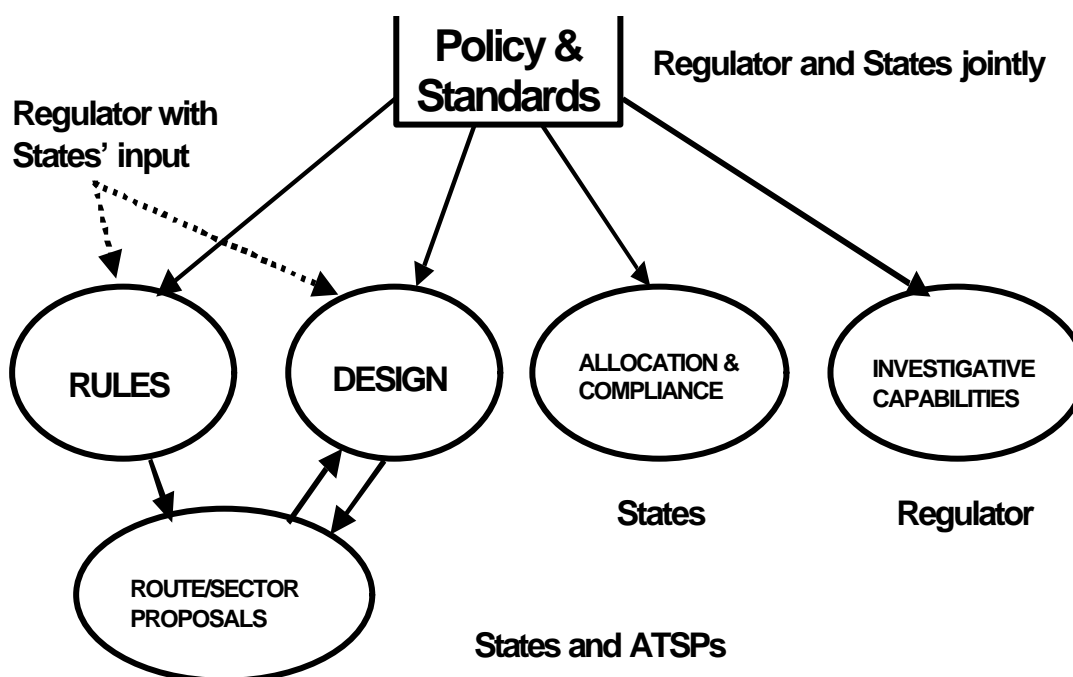 Policy &
Standards
Regulator and States jointly
Regulator with
States’ input
RULES
DESIGN
ALLOCATION &
COMPLIANCE
INVESTIGATIVE
CAPABILITIES
States
Regulator
ROUTE/SECTOR
PROPOSALS
States and ATSPs